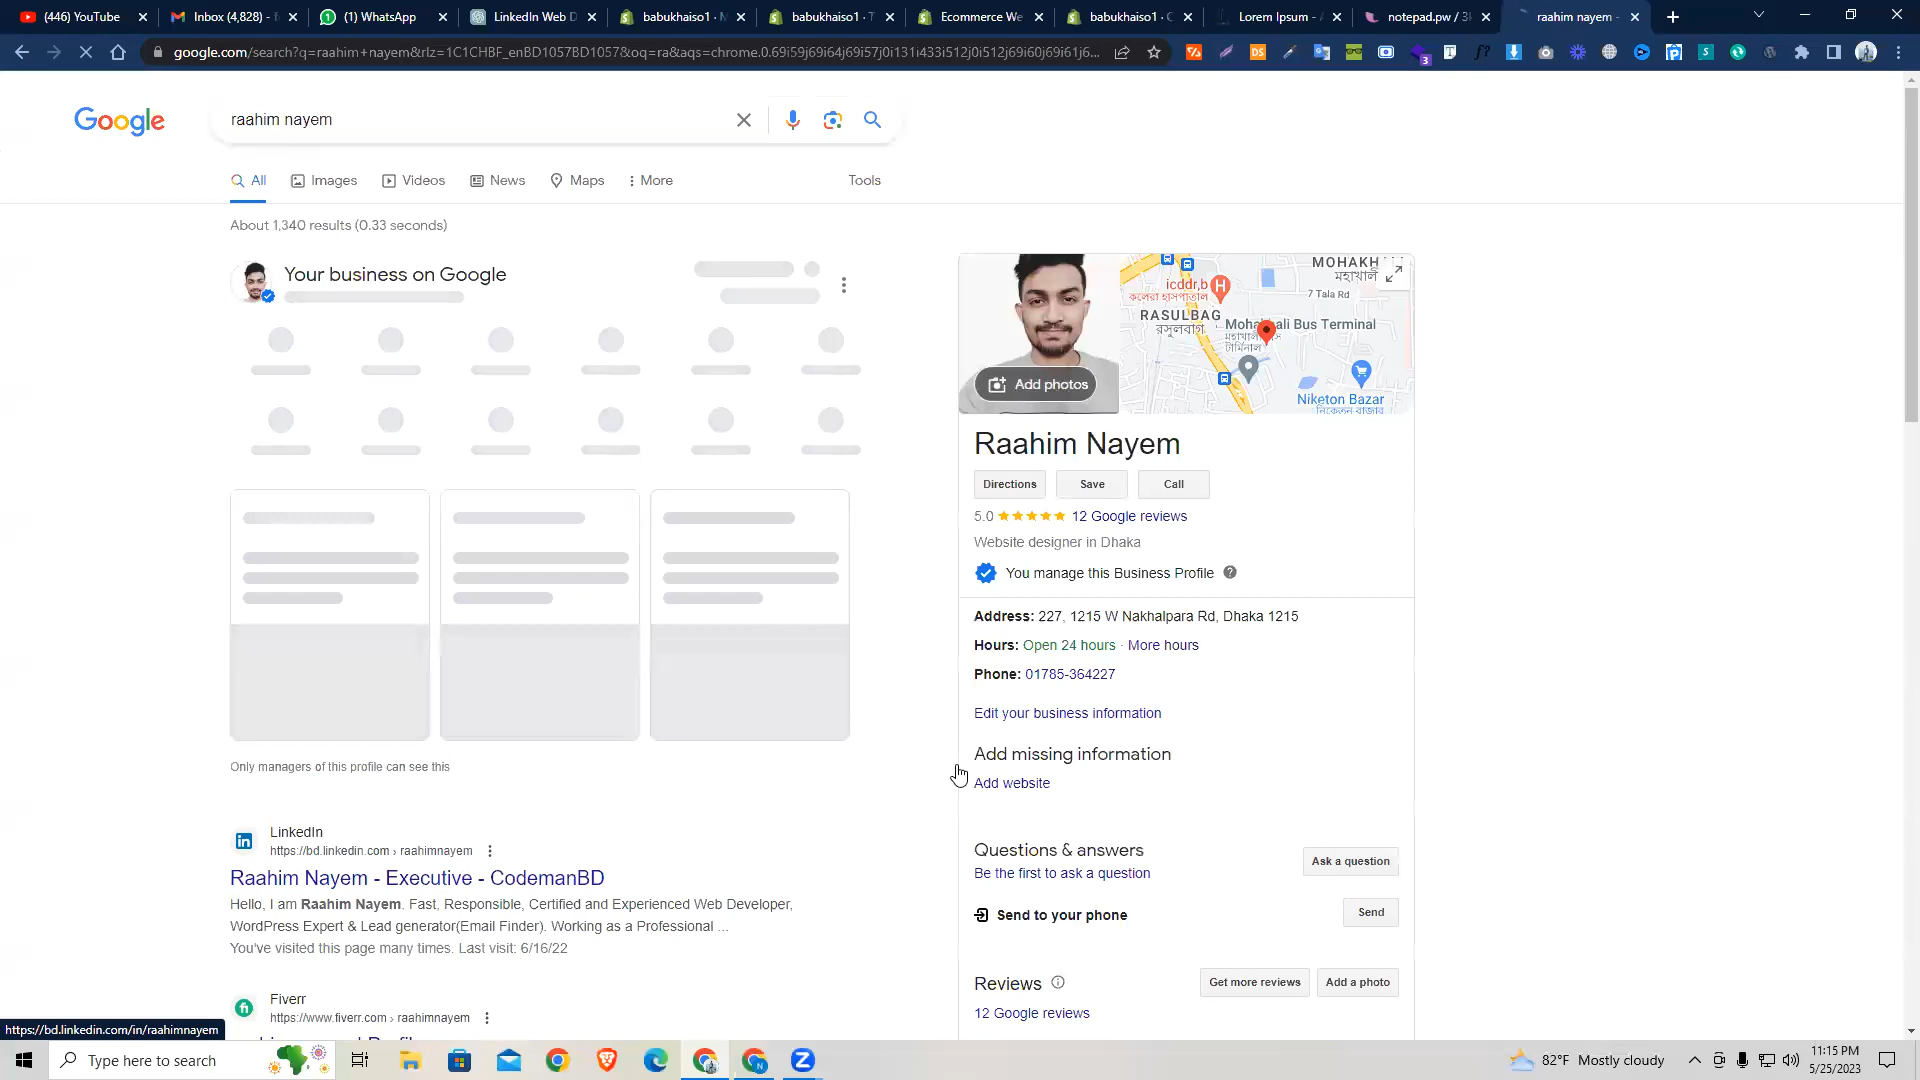 (446) YouTube
Inbox (4,828) -
(1) WhatsApp
LinkedIn Web D
babukhaiso1 · M
babukhaiso1 · T
Ecommerce We
babukhaiso1 · C
Lorem Ipsum - A
notepad.pw / 3k
raahim nayem -
google.com/search?q=raahim+nayem&rlz=1C1CHBF_enBD1057BD1057&oq=ra&aqs=chrome.0.69i59j69i64j69i57j0i131i433i512j0i512j69i60j69i61j6...
Google
raahim nayem
All
Images
Videos
News
Maps
More
Tools
About 1,340 results (0.33 seconds)
Your business on Google
Only managers of this profile can see this
LinkedIn
https://bd.linkedin.com › raahimnayem
Raahim Nayem - Executive - CodemanBD
Hello, I am Raahim Nayem. Fast, Responsible, Certified and Experienced Web Developer,
WordPress Expert & Lead generator(Email Finder). Working as a Professional ...
You've visited this page many times. Last visit: 6/16/22
Fiverr
https://www.fiverr.com › raahimnayem
https://bd.linkedin.com/in/raahimnayem
Add photos
icddr,b
কলেরা হাসপাতাল
RASULBAG
রসুলবাগ
মহাখালী
7 Tala Rd
Bus Terminal
টার্মিনাল
Niketon Bazar
নিকেতন বাজার
Raahim Nayem
Directions
Save
Call
5.0
12 Google reviews
Website designer in Dhaka
You manage this Business Profile
Address: 227, 1215 W Nakhalpara Rd, Dhaka 1215
Hours: Open 24 hours · More hours
Phone: 01785-364227
Edit your business information
Add missing information
Add website
Questions & answers
Be the first to ask a question
Ask a question
Send to your phone
Send
Reviews
Get more reviews
Add a photo
12 Google reviews
Type here to search
82°F Mostly cloudy
11:15 PM
5/25/2023